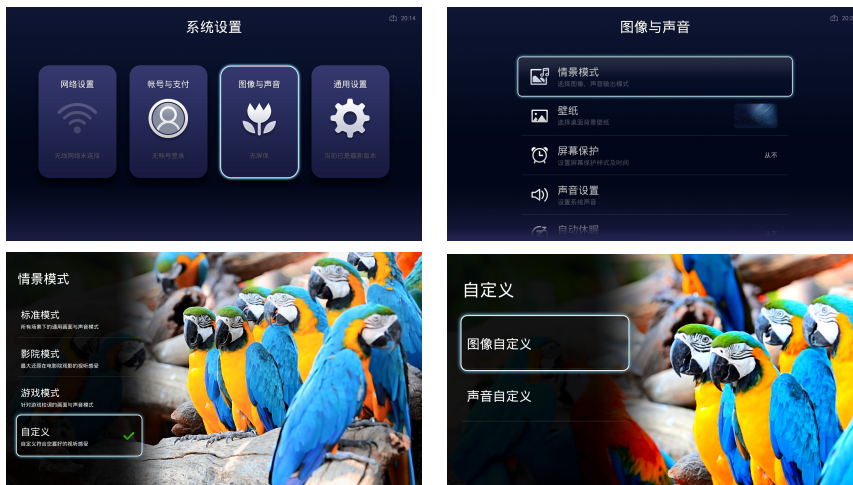 系统设置
20:14
网络设置
帐号与支付
图像与声音
通用设置
无线网络未连接
无帐号登录
无屏保
当前已是最新版本
图像与声音
20:2
情景模式
选择图像、声音输出模式
壁纸
选择桌面背景壁纸
屏幕保护
设置屏幕保护样式及时间
从不
声音设置
设置系统声音
自动休眠
情景模式
标准模式
所有场景下的通用画面与声音模式
影院模式
最大还原在电影院观影的视听感受
游戏模式
针对游戏检调的画面与声音模式
自定义
自定义符合您喜好的视听感受
自定义
图像自定义
声音自定义